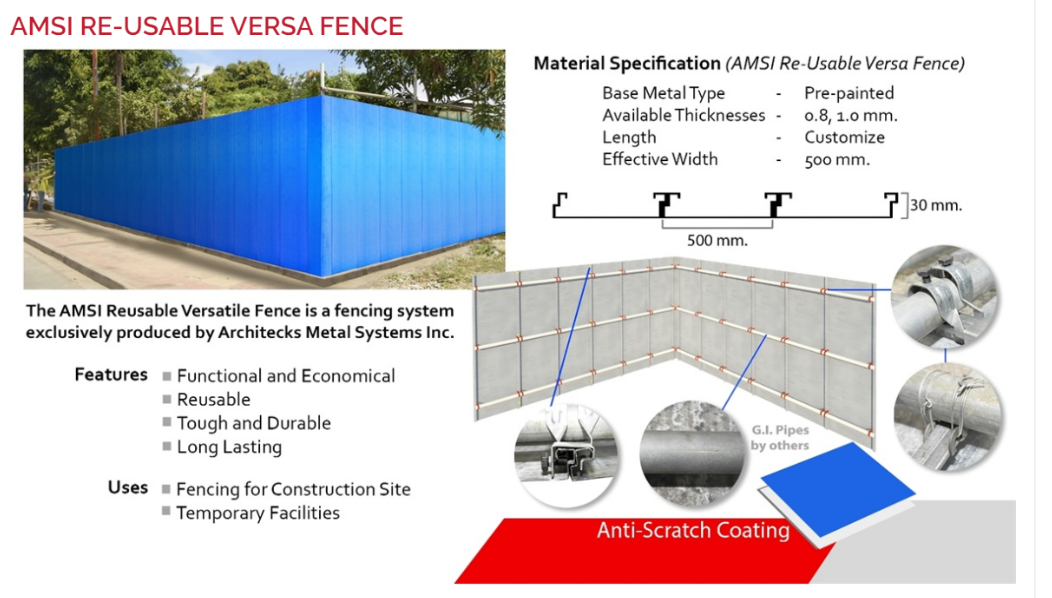 AMSI RE-USABLE VERSA FENCE
Material Specification (AMSI Re-Usable Versa Fence)
Base Metal Type - Pre-painted
Available Thicknesses - 0.8, 1.0 mm.
Length - Customize
Effective Width - 500 mm.
30 mm.
500 mm.
The AMSI Reusable Versatile Fence is a fencing system
exclusively produced by Architecks Metal Systems Inc.
Features
Functional and Economical
Reusable
Tough and Durable
Long Lasting
Uses
Fencing for Construction Site
Temporary Facilities
G.I. Pipes
by others
Anti-Scratch Coating